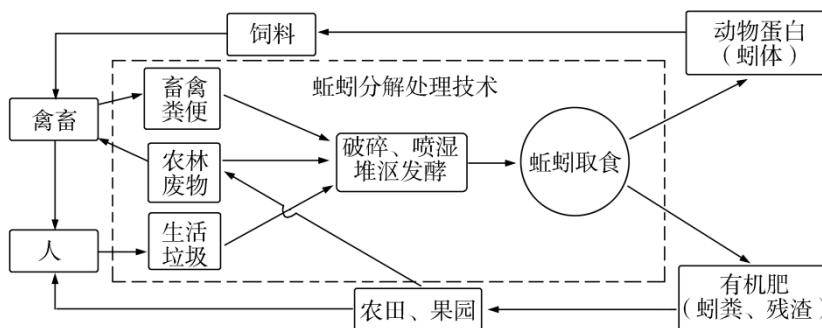 饲料
动物蛋白
（蚓体）
畜禽
粪便
蚯蚓分解处理技术
禽畜
农林
废物
破碎、喷湿
堆沤发酵
蚯蚓取食
人
生活
垃圾
农田、果园
有机肥
（蚓粪、残渣）